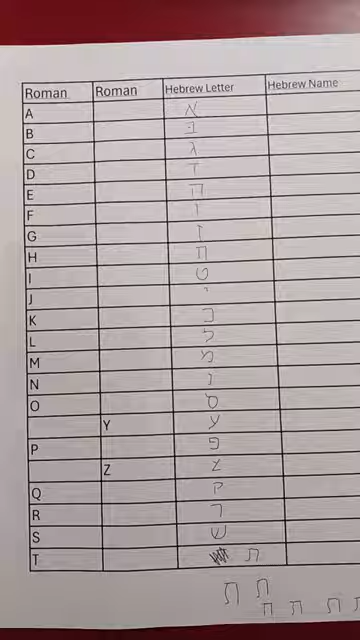 Roman Roman Hebrew Letter Hebrew Name
A א
B ב
C ג
D ד
E ה
F ו
G ז
H ח
I ט
J י
K כ
L ל
M מ
N נ
O ס
Y ע
P פ
Z צ
Q ק
R ר
S ש
T ת
ת ת
ת ת ת ת